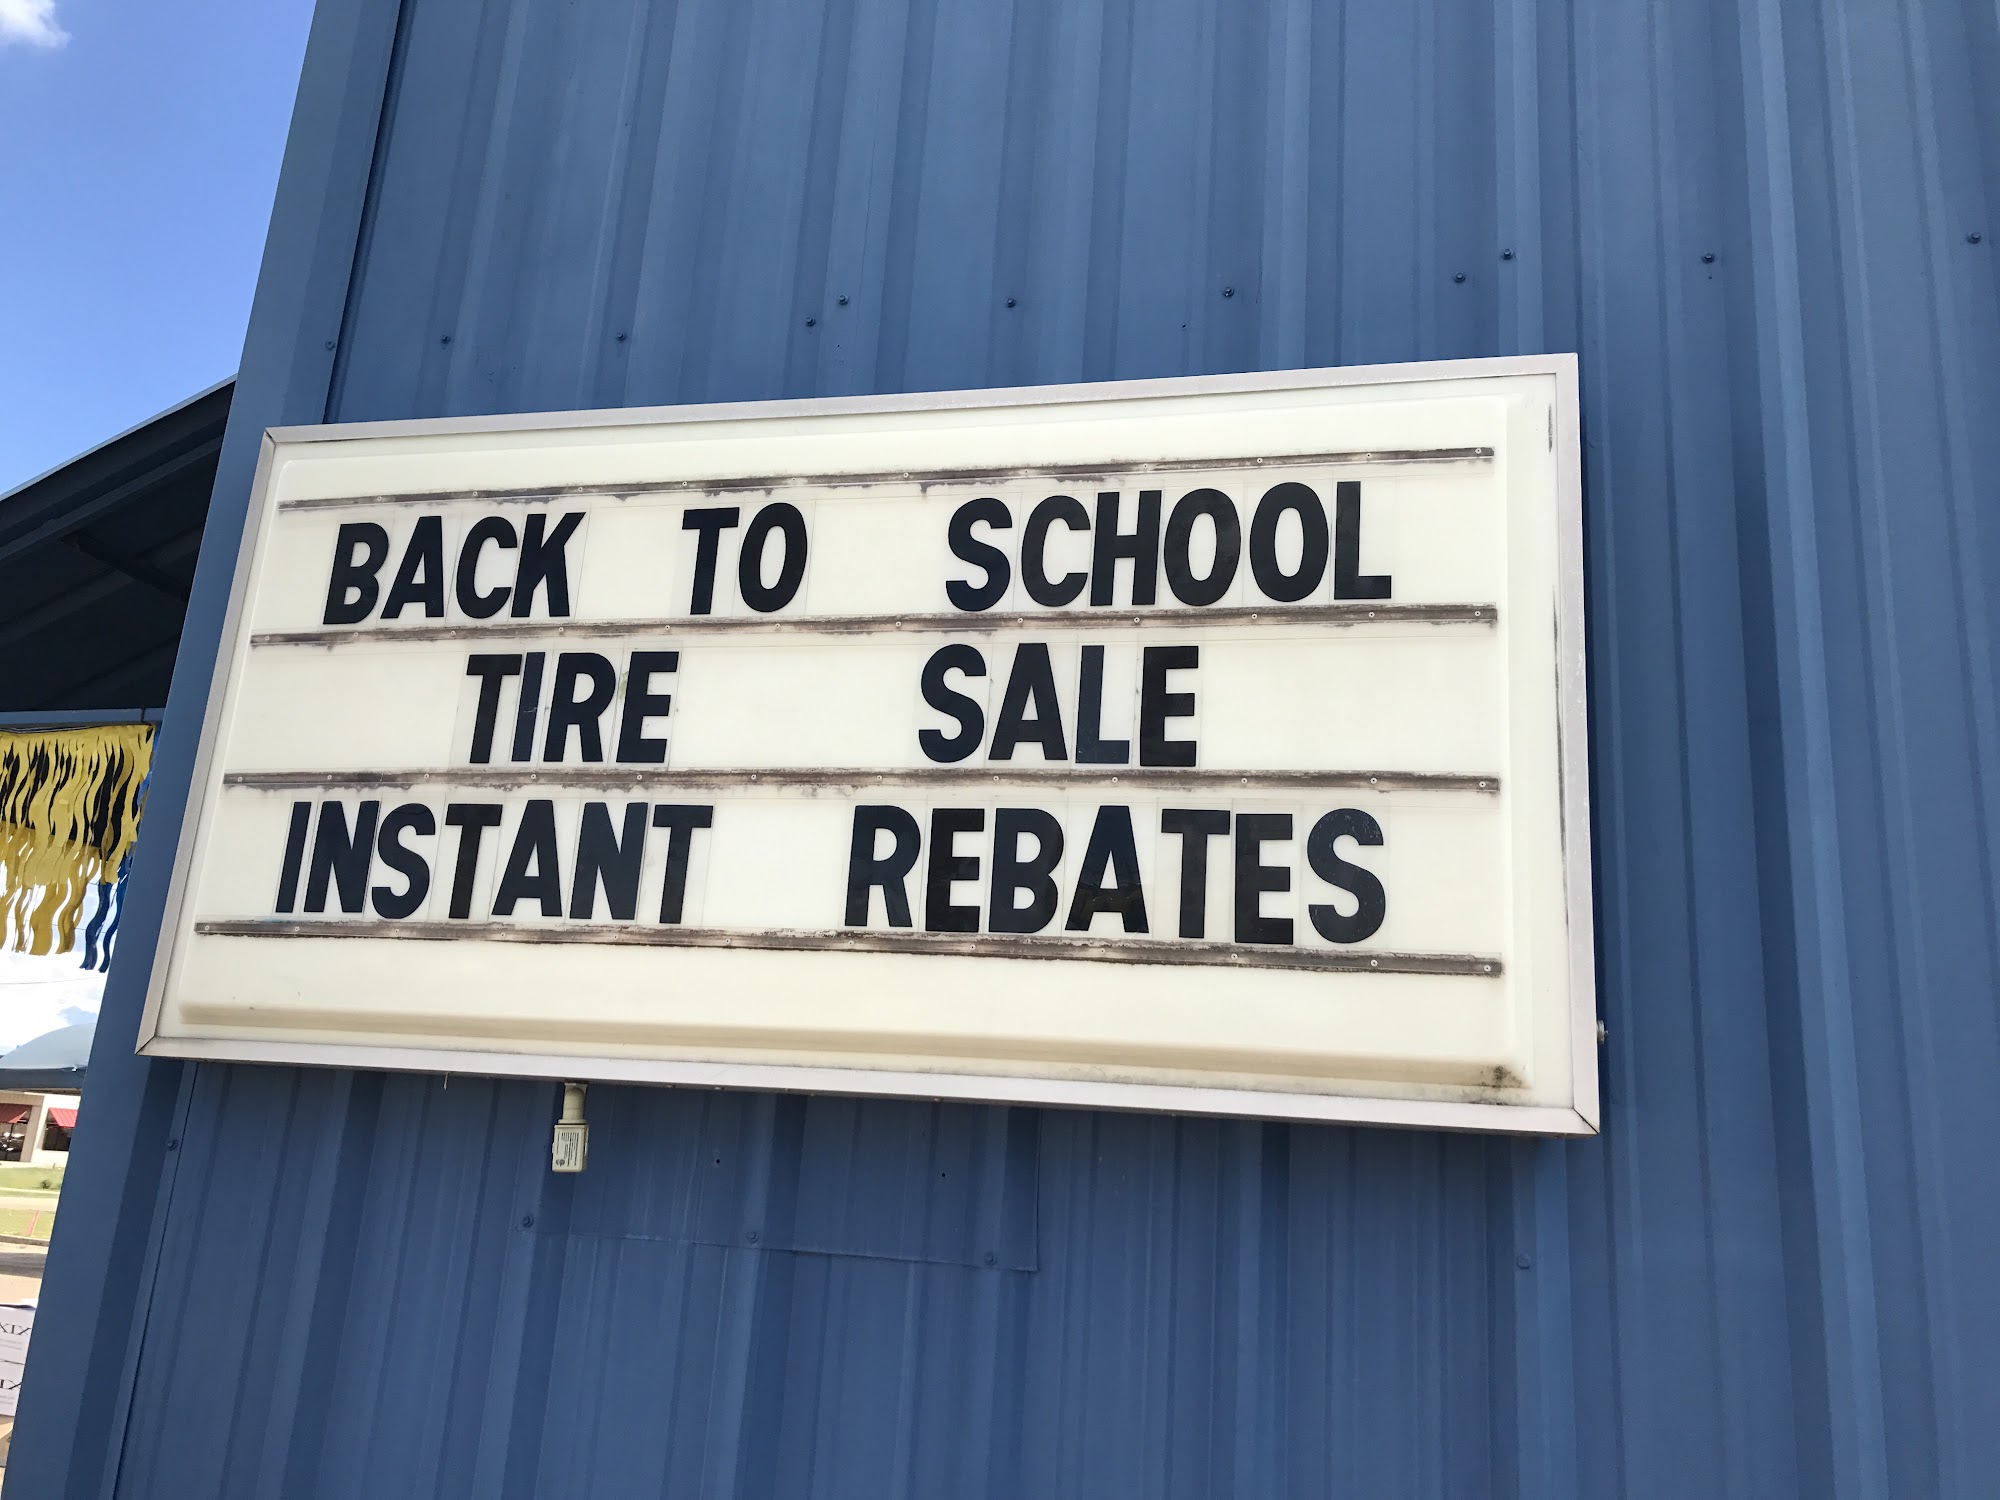 BACK TO SCHOOL
TIRE SALE
INSTANT REBATES